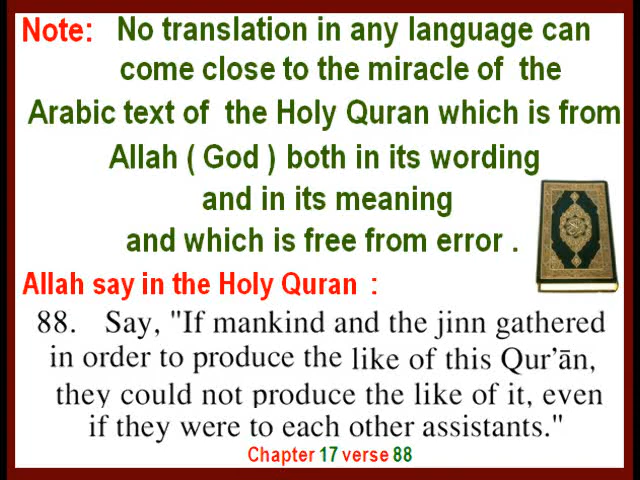 Note: No translation in any language can
come close to the miracle of the
Arabic text of the Holy Quran which is from
Allah ( God ) both in its wording
and in its meaning
and which is free from error .
Allah say in the Holy Quran :
88. Say, "If mankind and the jinn gathered
in order to produce the like of this Qur'ān,
they could not produce the like of it, even
if they were to each other assistants."
Chapter 17 verse 88